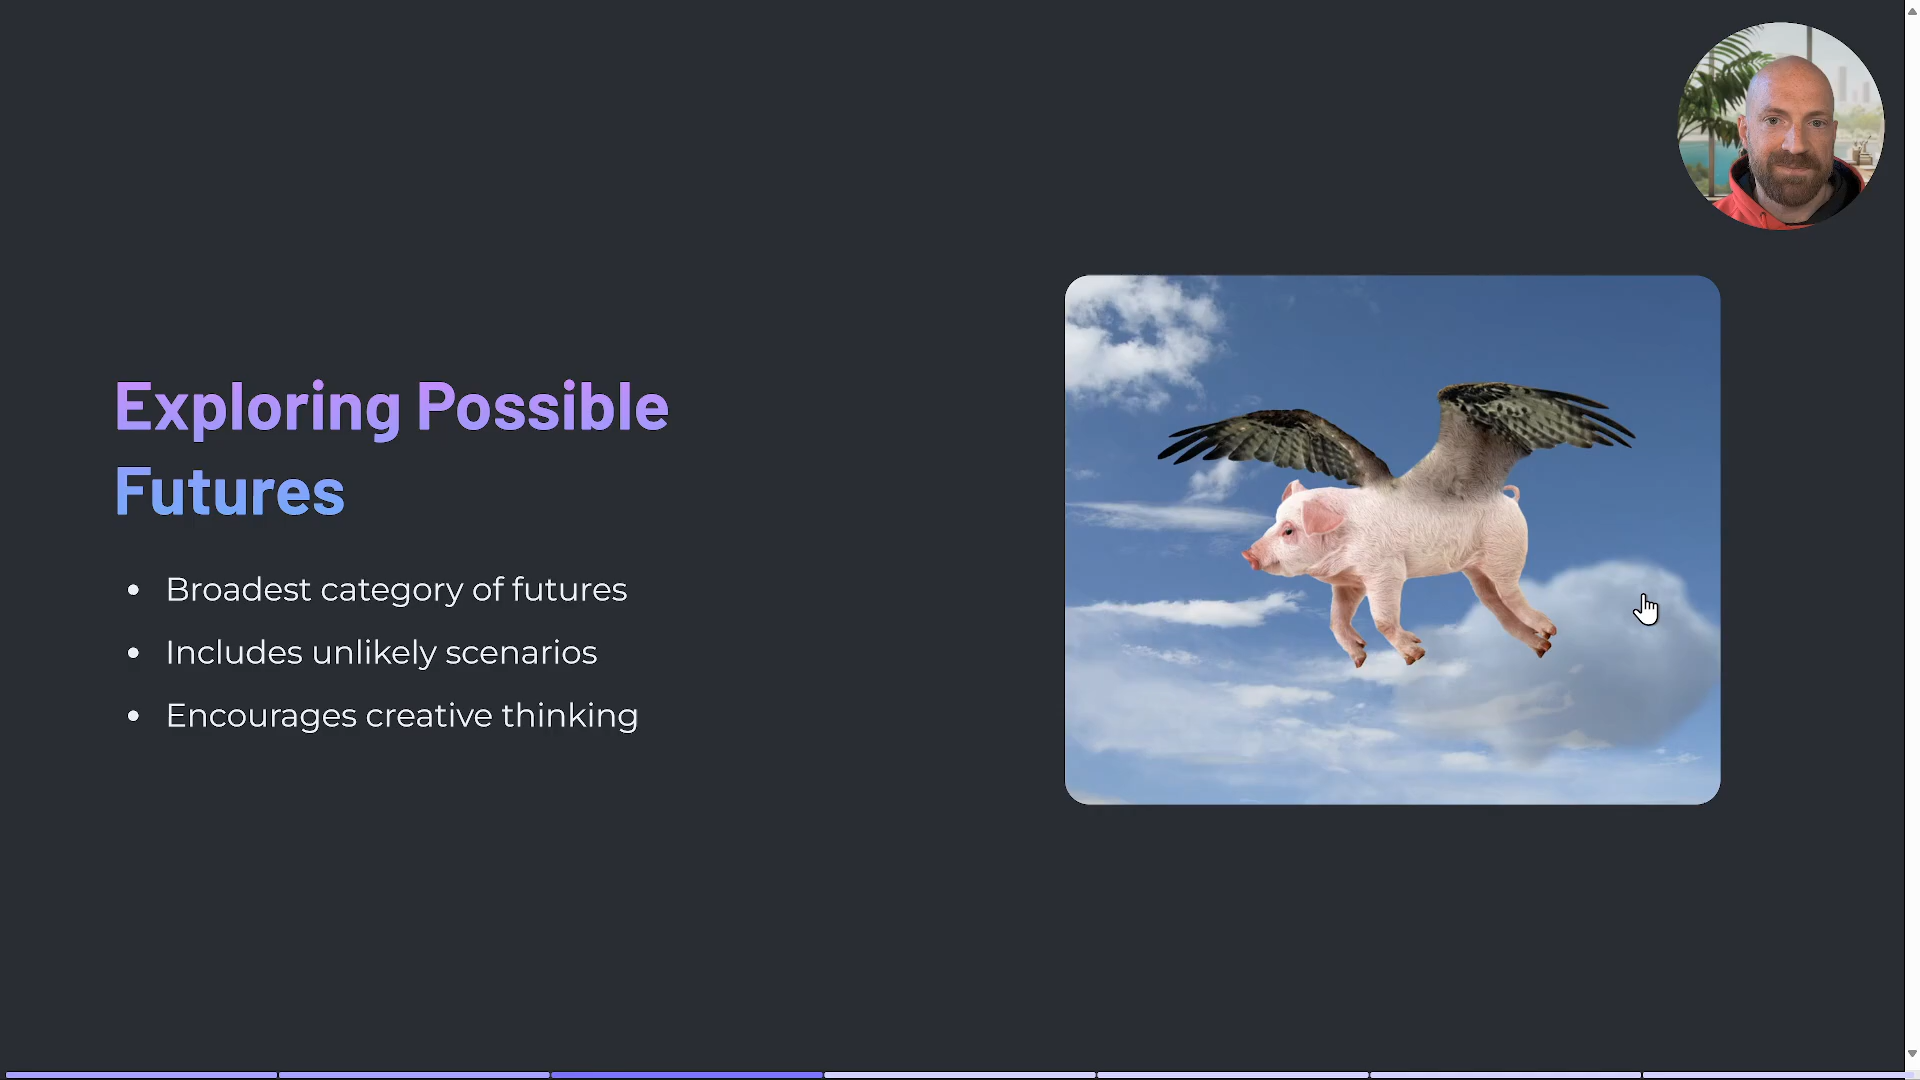 Exploring Possible
Futures
• Broadest category of futures
• Includes unlikely scenarios
• Encourages creative thinking